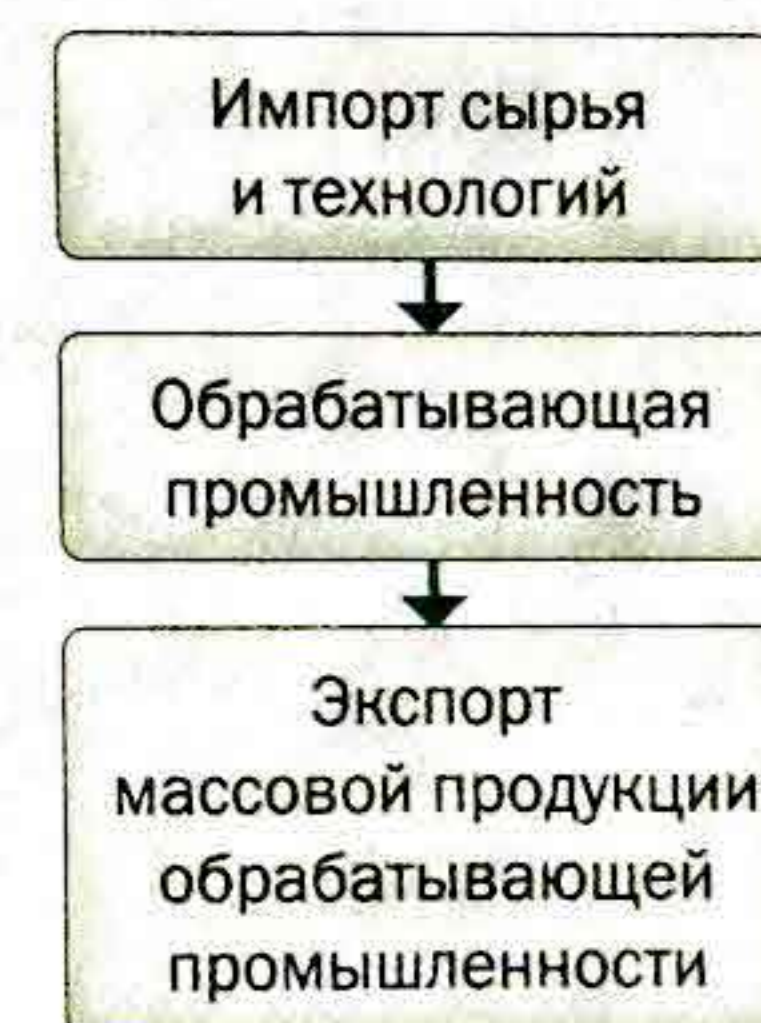 Импорт сырья
и технологий
Обрабатывающая
промышленность
Экспорт
массовой продукции
обрабатывающей
промышленности